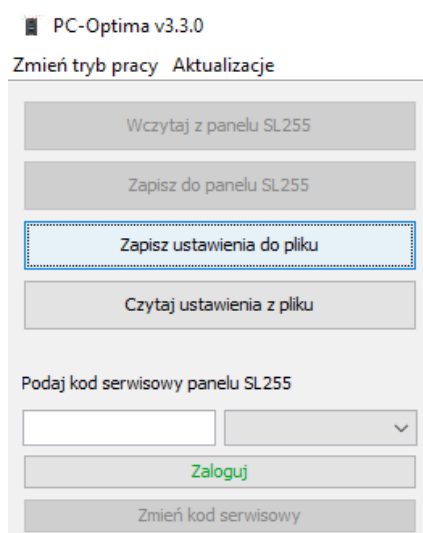 PC-Optima v3.3.0
Zmień tryb pracy Aktualizacje
Wczytaj z panelu SL255
Zapisz do panelu SL255
Zapisz ustawienia do pliku
Czytaj ustawienia z pliku
Podaj kod serwisowy panelu SL255
Zaloguj
Zmień kod serwisowy